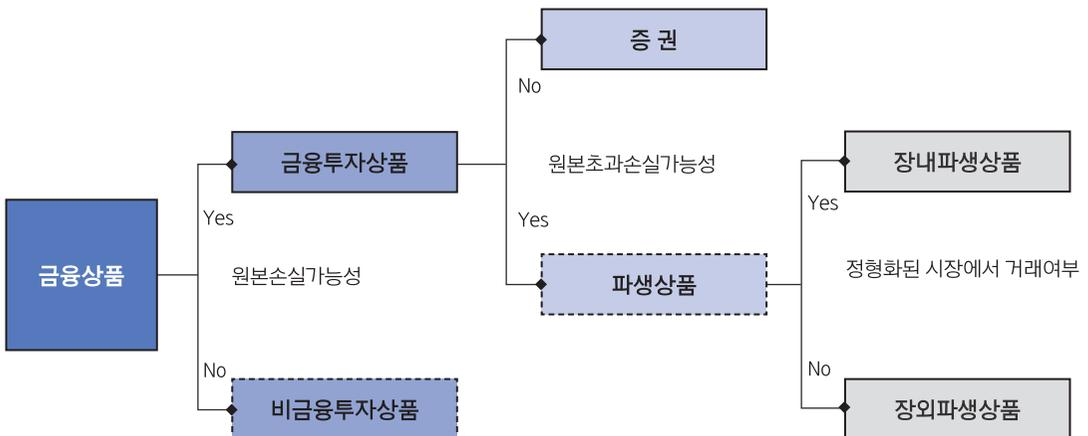 증 권
No
금융투자상품
원본초과손실가능성
장내파생상품
Yes
Yes
Yes
금융상품
원본손실가능성
파생상품
정형화된 시장에서 거래여부
No
No
비금융투자상품
장외파생상품